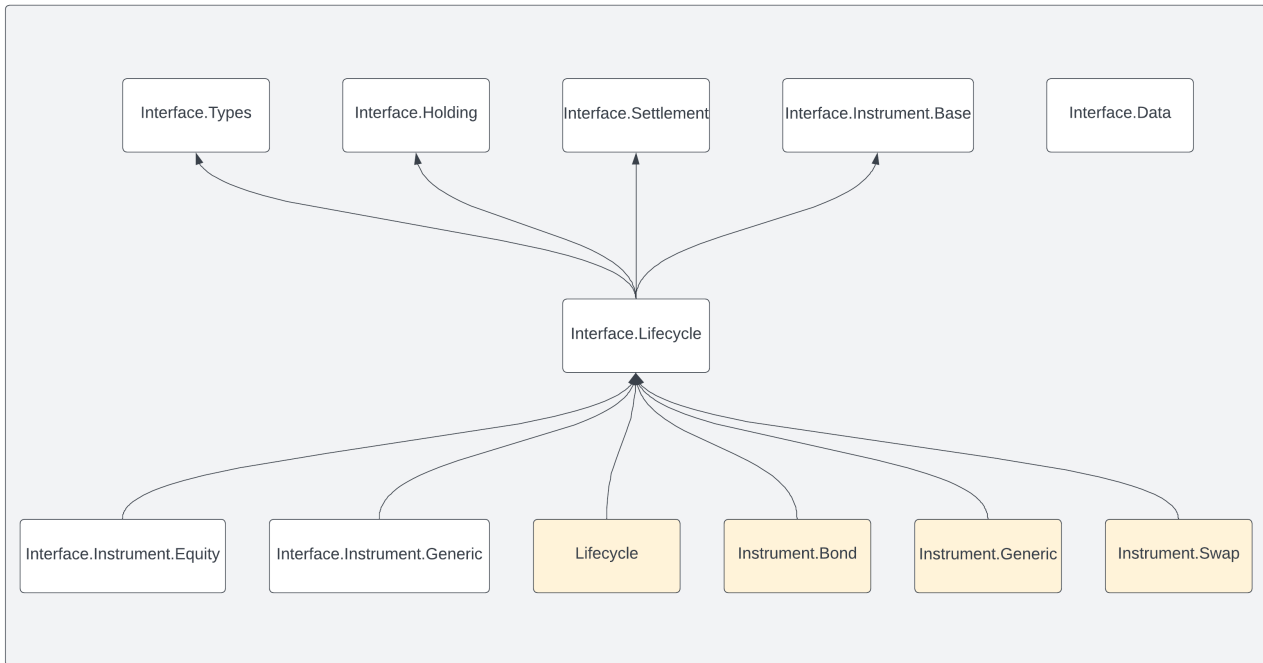 Interface.Types
Interface.Holding
Interface.Settlement
Interface.Instrument.Base
Interface.Data
Interface.Lifecycle
Interface.Instrument.Equity
Interface.Instrument.Generic
Lifecycle
Instrument.Bond
Instrument.Generic
Instrument.Swap